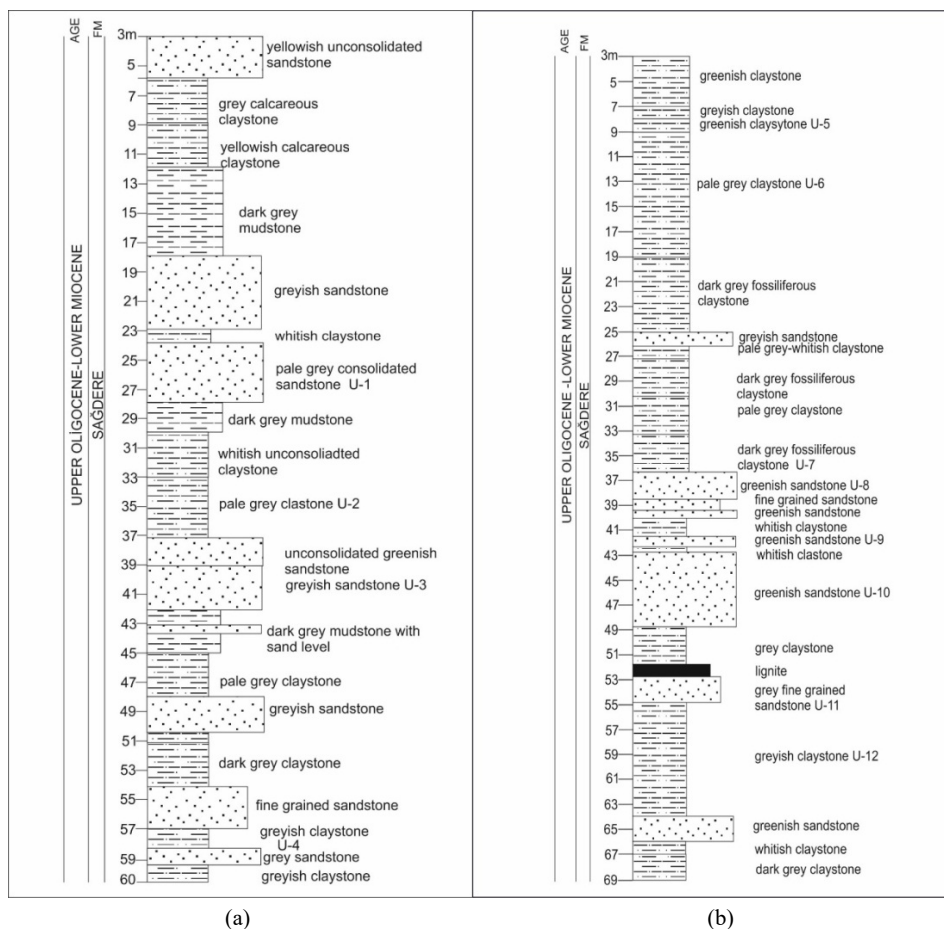 AGE
FM
UPPER OLİGOCENE-LOWER MIOCENE
SAĞDERE
3m
5
7
9
11
13
15
17
19
21
23
25
27
29
31
33
35
37
39
41
43
45
47
49
51
53
55
57
59
60
yellowish unconsolidated
sandstone
grey calcareous
claystone
yellowish calcareous
claystone
dark grey
mudstone
greyish sandstone
whitish claystone
pale grey consolidated
sandstone U-1
dark grey mudstone
whitish unconsoliadted
claystone
pale grey clastone U-2
unconsolidated greenish
sandstone
greyish sandstone U-3
dark grey mudstone with
sand level
pale grey claystone
greyish sandstone
dark grey claystone
fine grained sandstone
greyish claystone
U-4
grey sandstone
greyish claystone
(a)
AGE
FM
UPPER OLIGOCENE -LOWER MIOCENE
SAĞDERE
3m
5
7
9
11
13
15
17
19
21
23
25
27
29
31
33
35
37
39
41
43
45
47
49
51
53
55
57
59
61
63
65
67
69
greenish claystone
greyish claystone
greenish claysytone U-5
pale grey claystone U-6
dark grey fossiliferous
claystone
greyish sandstone
pale grey-whitish claystone
dark grey fossiliferous
claystone
pale grey claystone
dark grey fossiliferous
claystone U-7
greenish sandstone U-8
fine grained sandstone
greenish sandstone
whitish claystone
greenish sandstone U-9
whitish clastone
greenish sandstone U-10
grey claystone
lignite
grey fine grained
sandstone U-11
greyish claystone U-12
greenish sandstone
whitish claystone
dark grey claystone
(b)